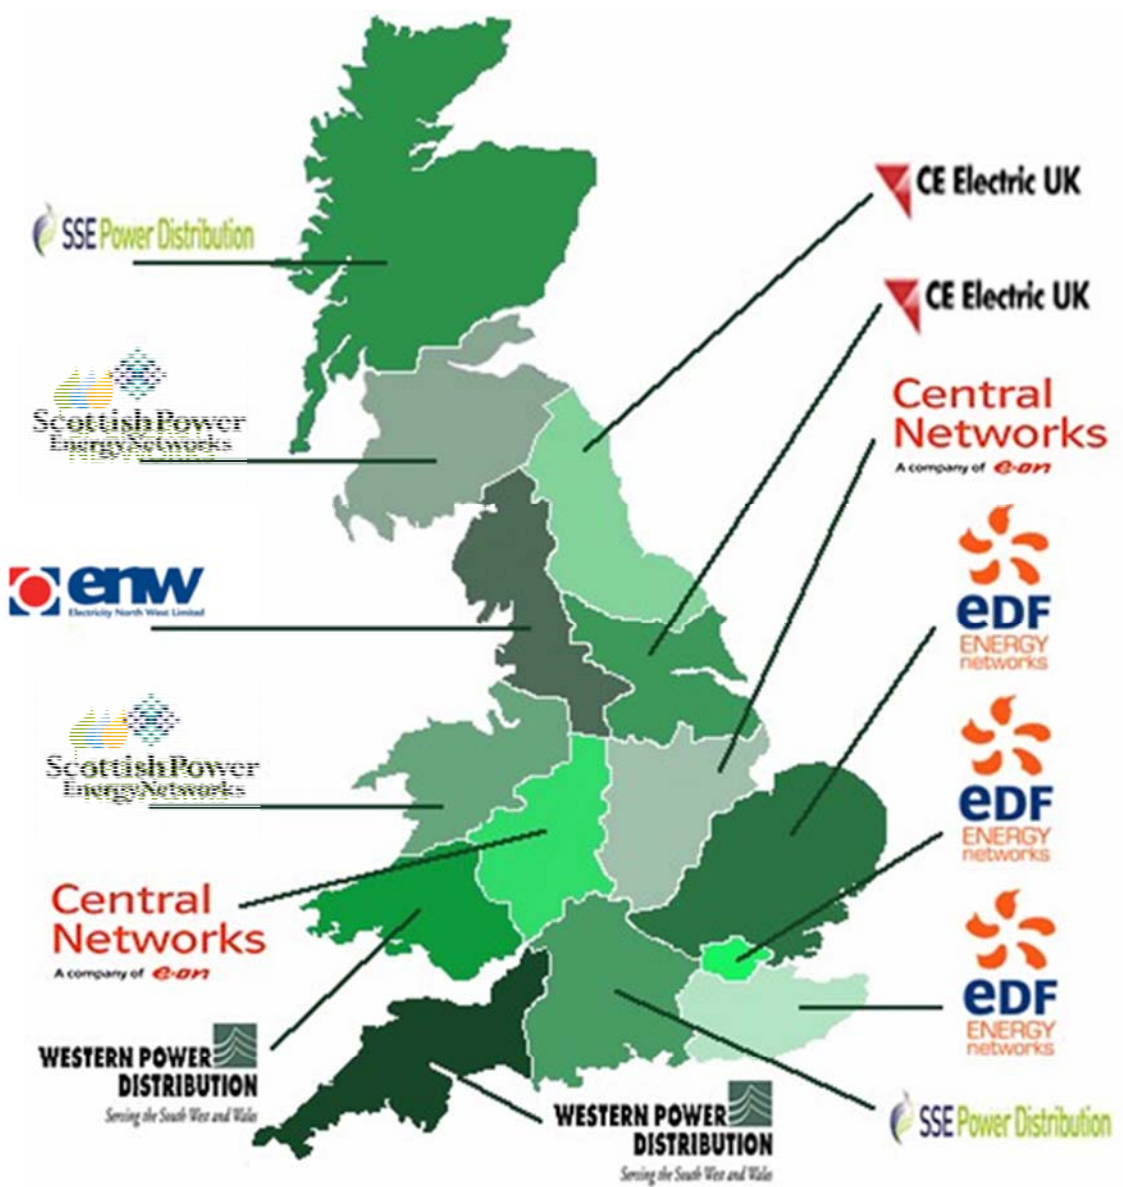 SSE Power Distribution
ScottishPower
EnergyNetworks
enw
Electricity North West Limited
ScottishPower
EnergyNetworks
Central
Networks
A company of e-on
WESTERN POWER
DISTRIBUTION
Serving the South West and Wales
CE Electric UK
CE Electric UK
Central
Networks
A company of e-on
eDF
ENERGY
networks
eDF
ENERGY
networks
eDF
ENERGY
networks
SSE Power Distribution
WESTERN POWER
DISTRIBUTION
Serving the South West and Wales